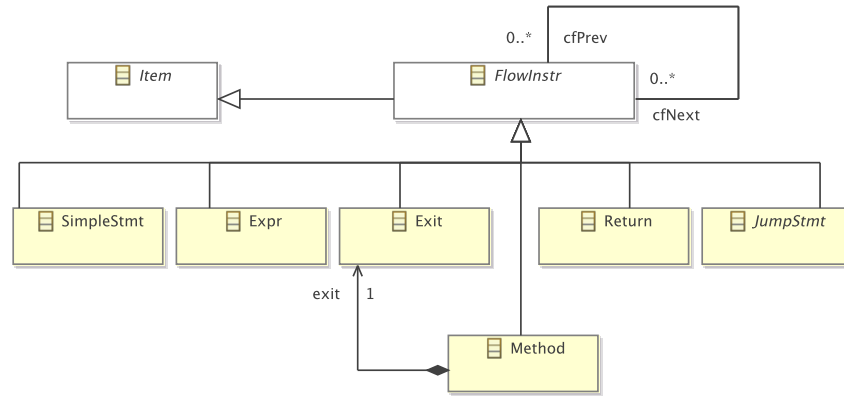 0..* cfPrev
Item
FlowInstr
0..*
cfNext
SimpleStmt
Expr
Exit
Return
JumpStmt
exit 1
Method